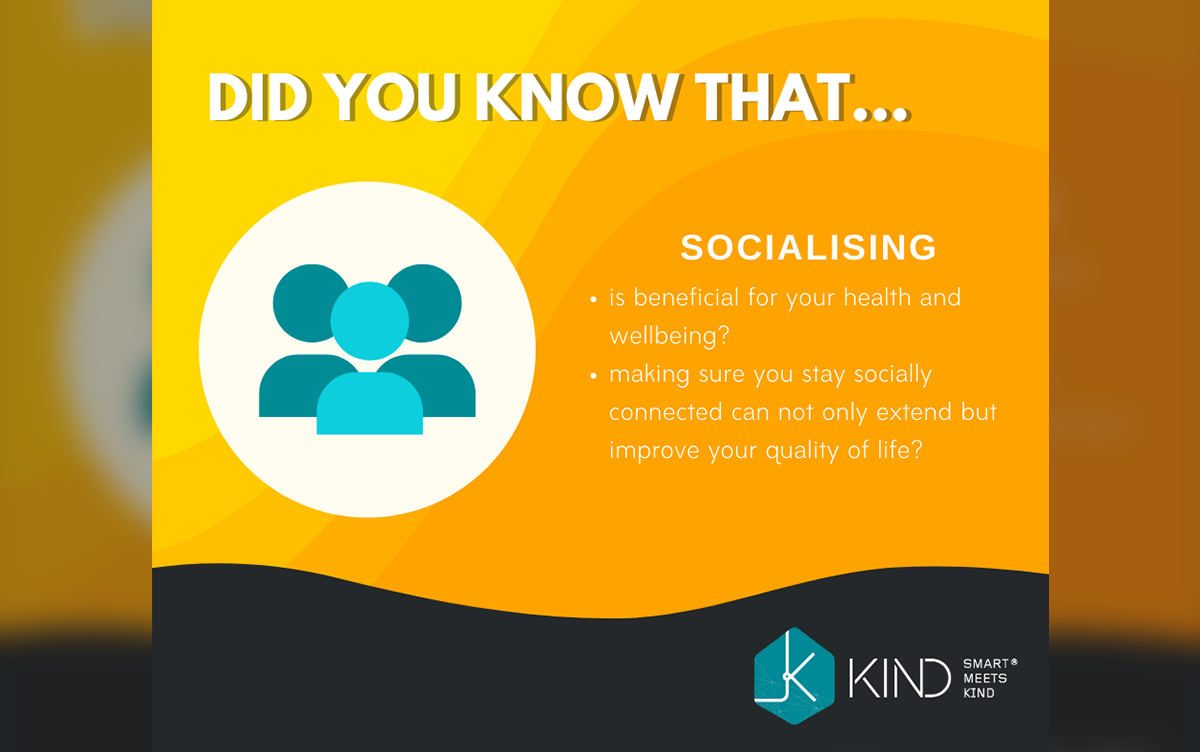 DID YOU KNOW THAT...
SOCIALISING
• is beneficial for your health and
wellbeing?
• making sure you stay socially
connected can not only extend but
improve your quality of life?
KIND
SMART®
MEETS
KIND